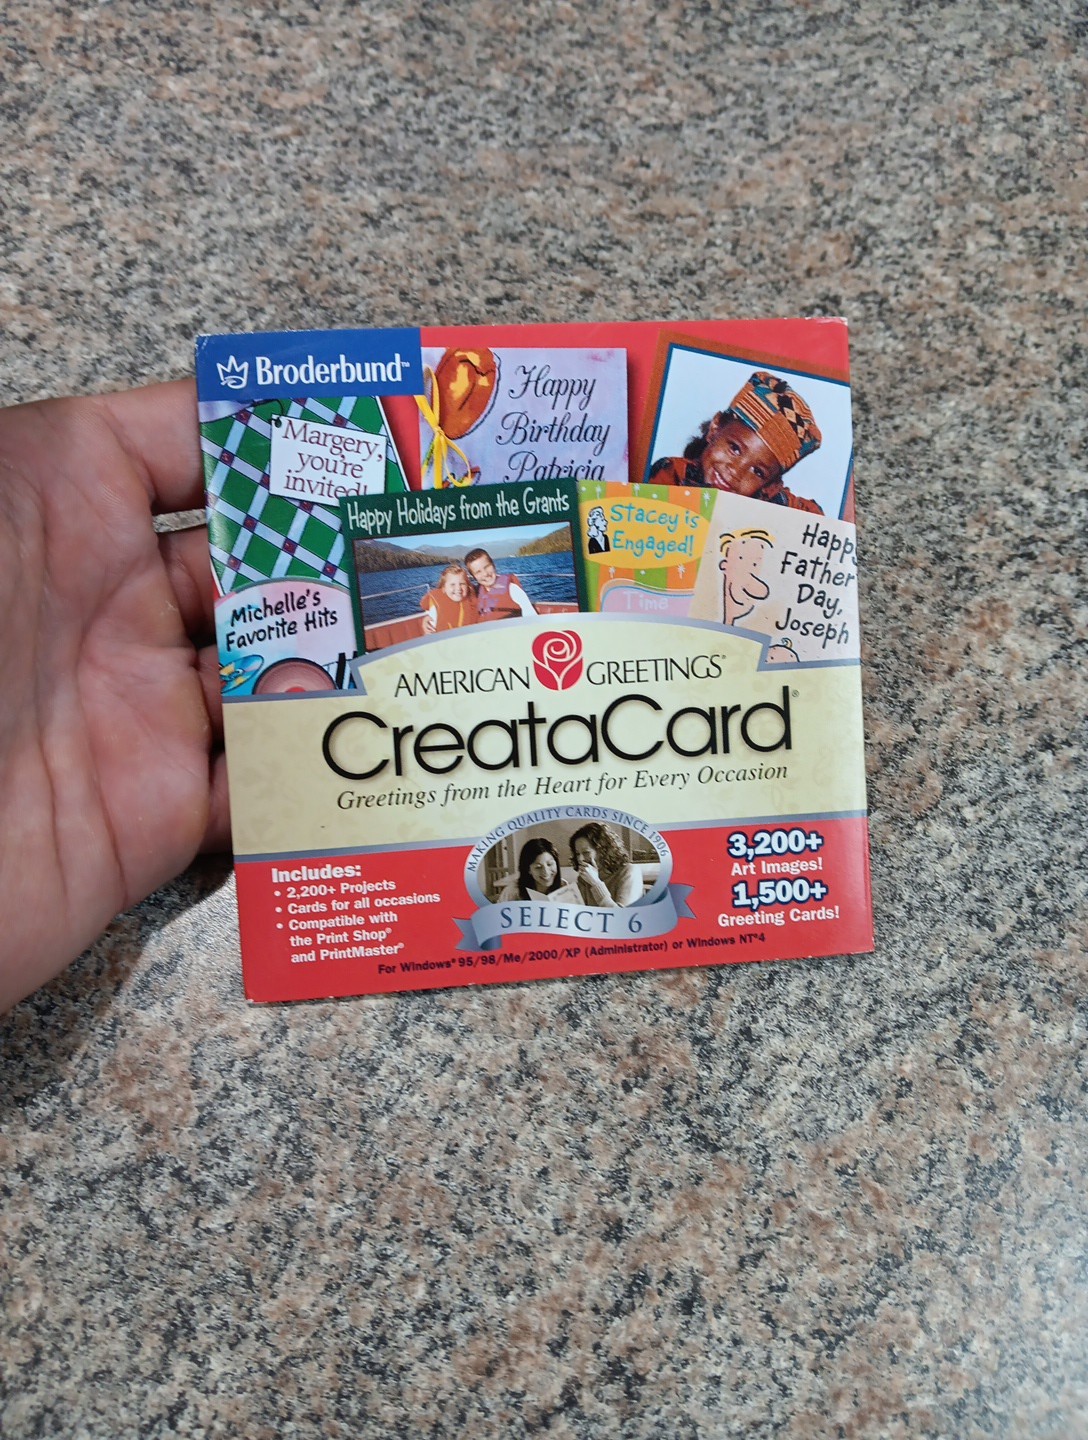 Broderbund™
Margery,
you're
invited!
Happy
Birthday
Patricia
Happy Holidays from the Grants
Stacey is
Engaged!
Time
Happy
Father
Day,
Joseph
Michelle's
Favorite Hits
AMERICAN GREETINGS®
CreataCard®
Greetings from the Heart for Every Occasion
MAKING QUALITY CARDS SINCE 1906
SELECT 6
Includes:
• 2,200+ Projects
• Cards for all occasions
• Compatible with
the Print Shop®
and PrintMaster®
3,200+
Art Images!
1,500+
Greeting Cards!
For Windows® 95/98/Me/2000/XP (Administrator) or Windows NT®4